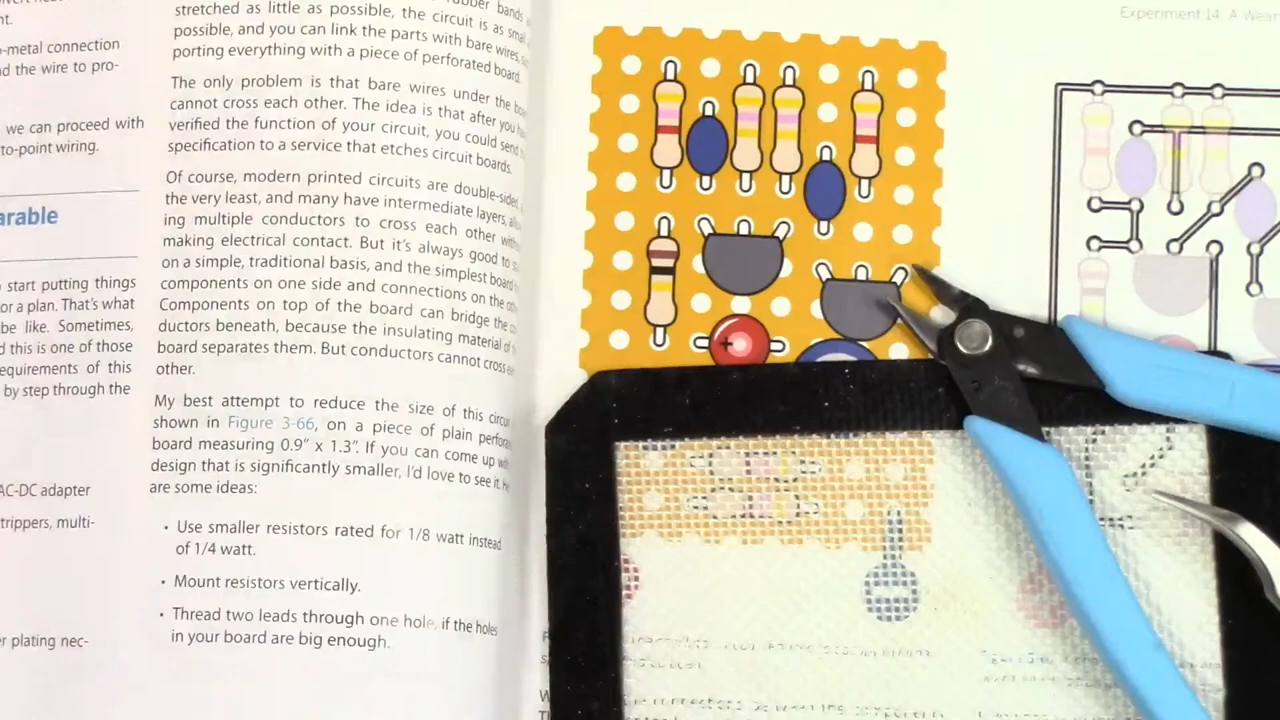 nt.
-metal connection
d the wire to pro-
we can proceed with
to-point wiring.
arable
start putting things
or a plan. That's what
be like. Sometimes,
d this is one of those
equirements of this
by step through the
AC-DC adapter
trippers, multi-
er plating nec-
rubber bands
stretched as little as possible, the circuit is as small
possible, and you can link the parts with bare wires,
porting everything with a piece of perforated board.
The only problem is that bare wires under the
cannot cross each other. The idea is that after you
verified the function of your circuit, you could send
specification to a service that etches circuit boards.
Of course, modern printed circuits are double-sided,
the very least, and many have intermediate layers,
ing multiple conductors to cross each other
making electrical contact. But it's always good to
on a simple, traditional basis, and the simplest board
components on one side and connections on the
Components on top of the board can bridge the
ductors beneath, because the insulating material of
board separates them. But conductors cannot cross
other.
My best attempt to reduce the size of this
shown in Figure 3-66, on a piece of plain
board measuring 0.9" x 1.3". If you can come up
design that is significantly smaller, I'd love to see it.
are some ideas:
• Use smaller resistors rated for 1/8 watt instead
of 1/4 watt.
• Mount resistors vertically.
• Thread two leads through one hole, if the holes
in your board are big enough.
Experiment 14: A
+